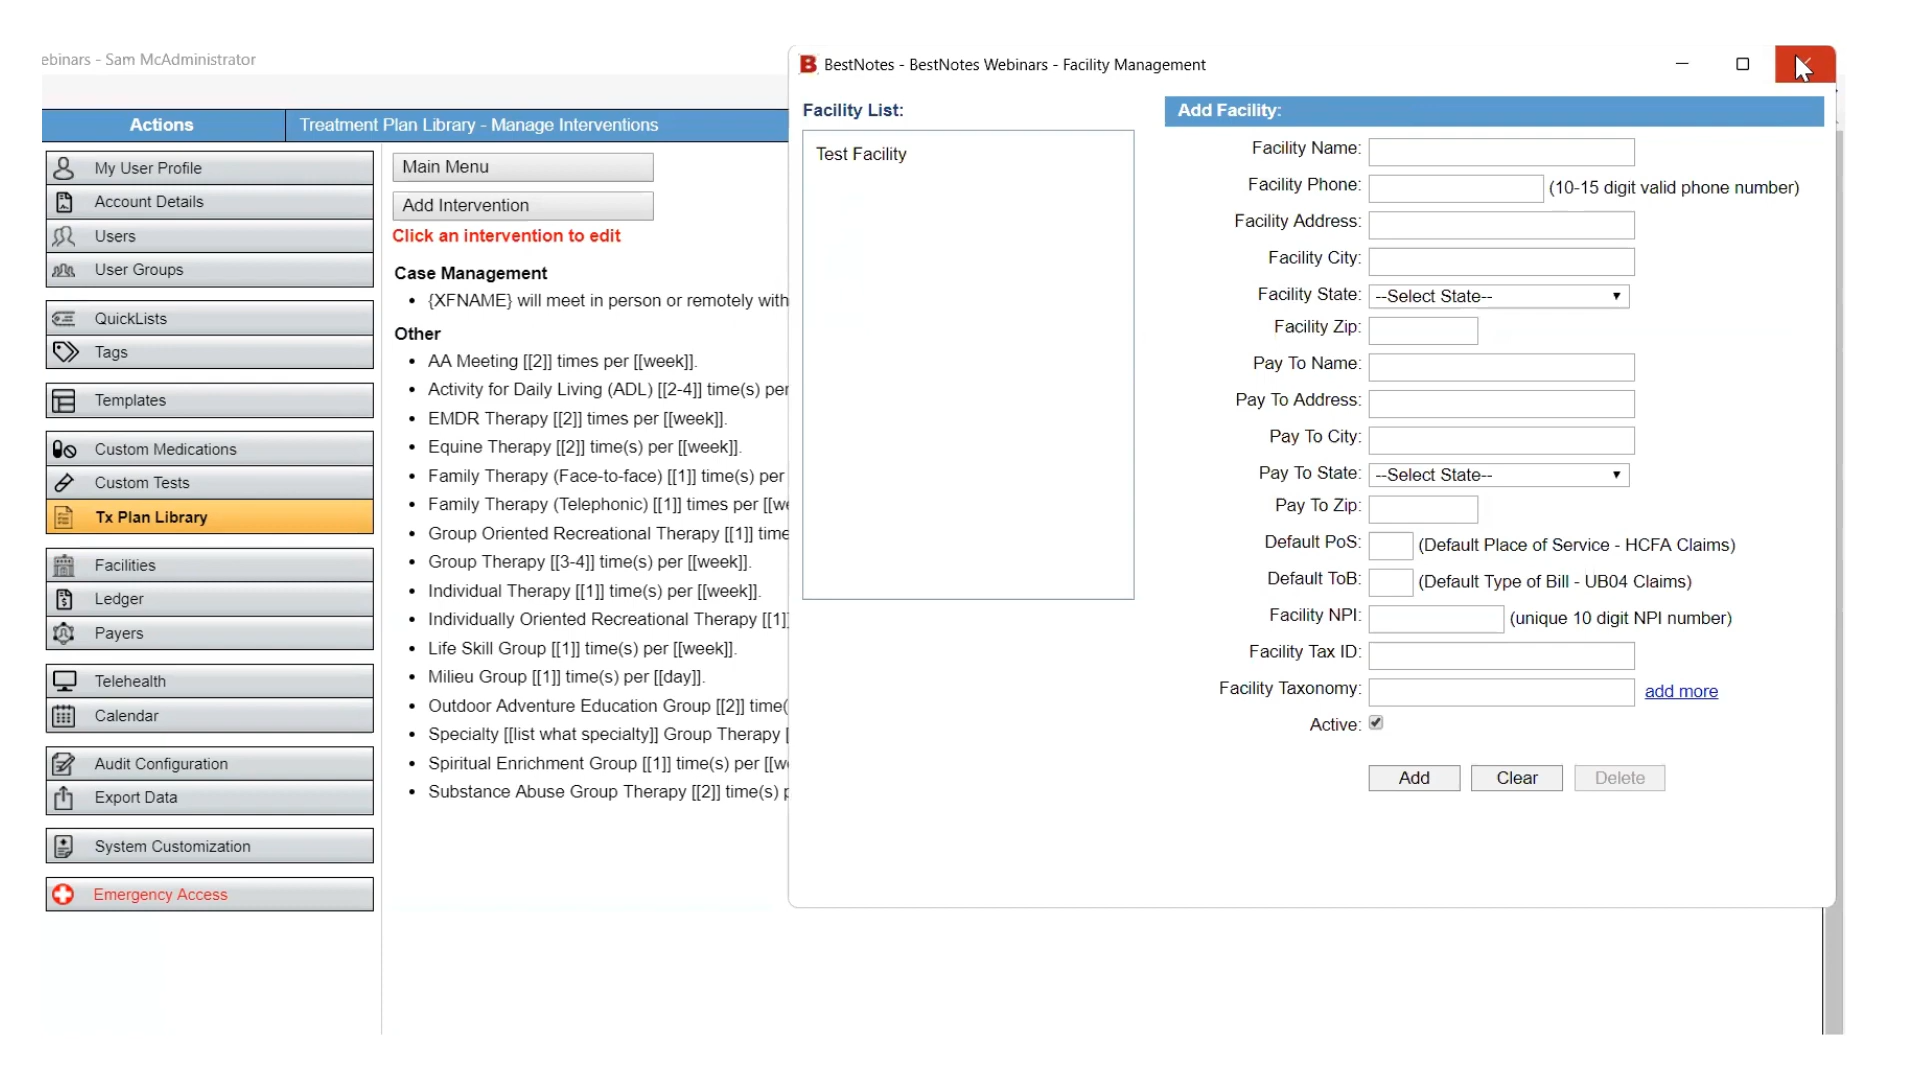 ebinars - Sam McAdministrator
Actions
Treatment Plan Library - Manage Interventions
My User Profile
Account Details
Users
User Groups
QuickLists
Tags
Templates
Custom Medications
Custom Tests
Tx Plan Library
Facilities
Ledger
Payers
Telehealth
Calendar
Audit Configuration
Export Data
System Customization
Emergency Access
Main Menu
Add Intervention
Click an intervention to edit
Case Management
• {XFNAME} will meet in person or remotely with
Other
• AA Meeting [[2]] times per [[week]].
• Activity for Daily Living (ADL) [[2-4]] time(s) per
• EMDR Therapy [[2]] times per [[week]].
• Equine Therapy [[2]] time(s) per [[week]].
• Family Therapy (Face-to-face) [[1]] time(s) per
• Family Therapy (Telephonic) [[1]] times per [[we
• Group Oriented Recreational Therapy [[1]] time
• Group Therapy [[3-4]] time(s) per [[week]].
• Individual Therapy [[1]] time(s) per [[week]].
• Individually Oriented Recreational Therapy [[1]]
• Life Skill Group [[1]] time(s) per [[week]].
• Milieu Group [[1]] time(s) per [[day]].
• Outdoor Adventure Education Group [[2]] time(
• Specialty [[list what specialty]] Group Therapy [
• Spiritual Enrichment Group [[1]] time(s) per [[w
• Substance Abuse Group Therapy [[2]] time(s) p
B BestNotes - BestNotes Webinars - Facility Management
Facility List:
Test Facility
Add Facility:
Facility Name:
Facility Phone: (10-15 digit valid phone number)
Facility Address:
Facility City:
Facility State: --Select State--
Facility Zip:
Pay To Name:
Pay To Address:
Pay To City:
Pay To State: --Select State--
Pay To Zip:
Default PoS: (Default Place of Service - HCFA Claims)
Default ToB: (Default Type of Bill - UB04 Claims)
Facility NPI: (unique 10 digit NPI number)
Facility Tax ID:
Facility Taxonomy: add more
Active:
Add Clear Delete